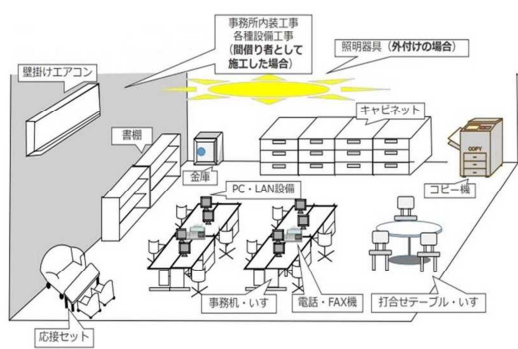 事務所内装工事
各種設備工事
（間借り者として
施工した場合）
照明器具（外付けの場合）
壁掛けエアコン
キャビネット
書棚
金庫
COPY
コピー機
PC・LAN設備
事務机・いす
電話・FAX機
打合せテーブル・いす
応接セット